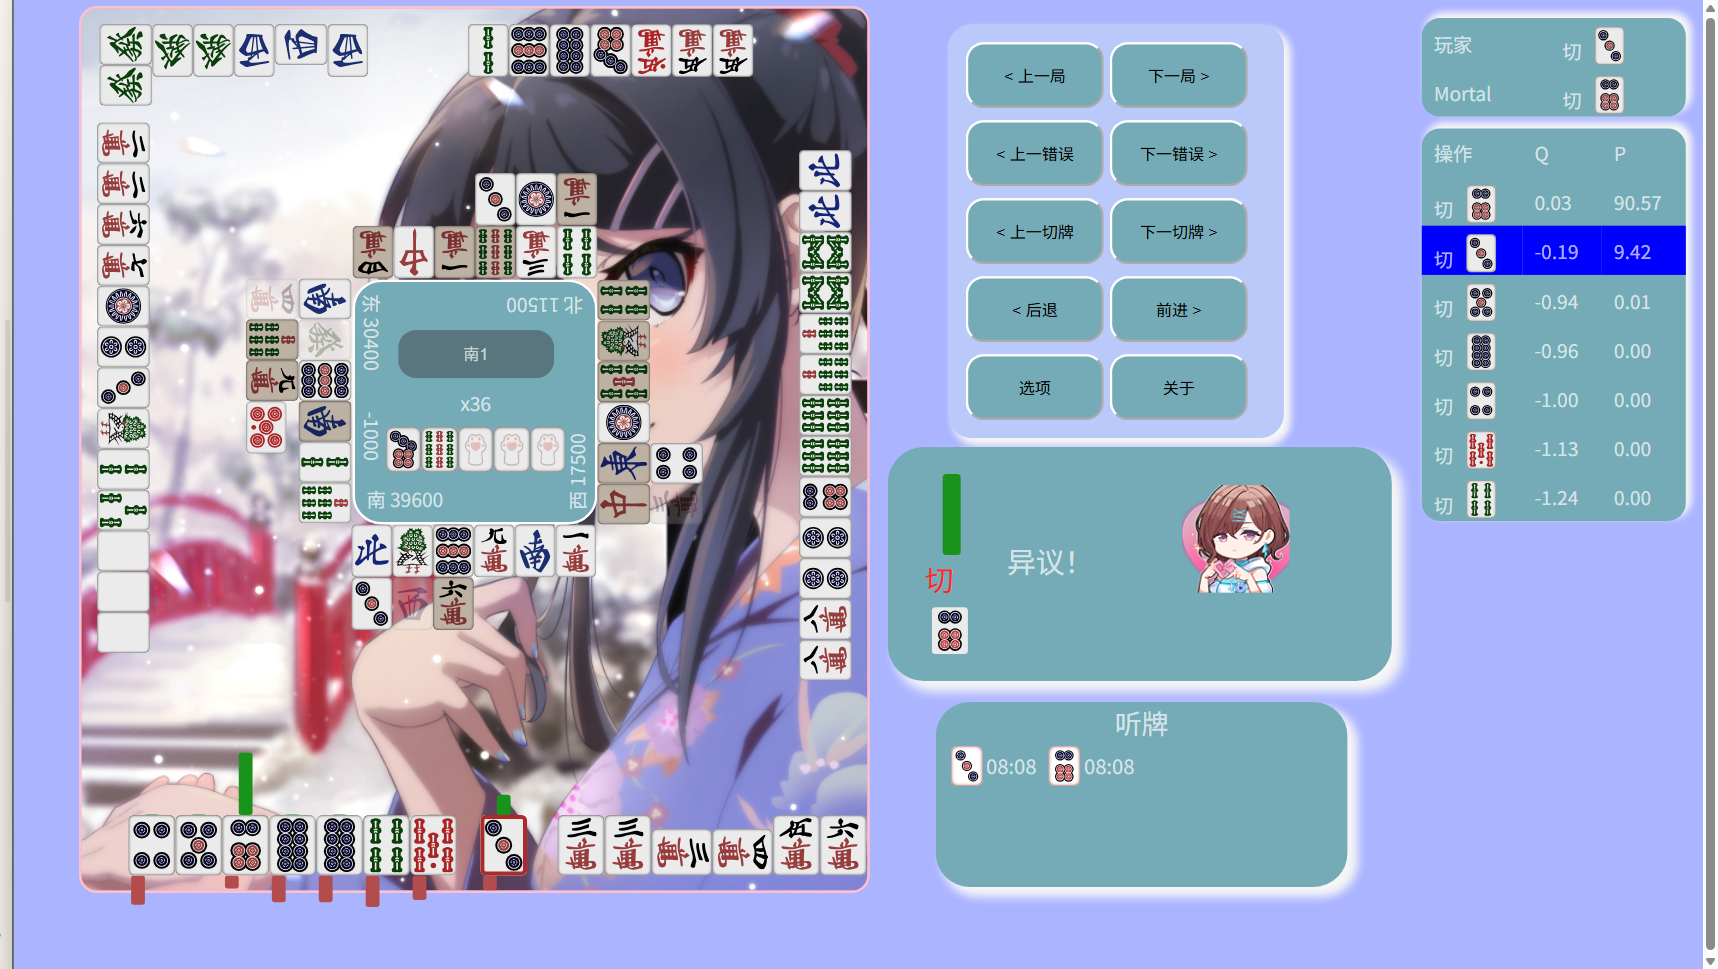 < 上一局
下一局 >
< 上一错误
下一错误 >
< 上一切牌
下一切牌 >
< 后退
前进 >
选项
关于
玩家 切
Mortal 切
操作 Q P
切 0.03 90.57
切 -0.19 9.42
切 -0.94 0.01
切 -0.96 0.00
切 -1.00 0.00
切 -1.13 0.00
切 -1.24 0.00
北 11500
东 30400
南1
x36
-1000
西 17500
南 39600
切
异议！
听牌
08:08 08:08